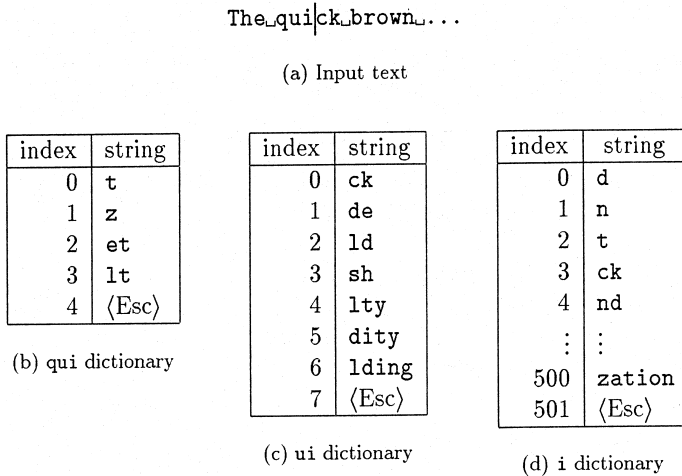 The␣qui|ck␣brown␣...
(a) Input text
index string
0 t
1 z
2 et
3 lt
4 ⟨Esc⟩
(b) qui dictionary
index string
0 ck
1 de
2 ld
3 sh
4 lty
5 dity
6 lding
7 ⟨Esc⟩
(c) ui dictionary
index string
0 d
1 n
2 t
3 ck
4 nd
⋮ ⋮
500 zation
501 ⟨Esc⟩
(d) i dictionary